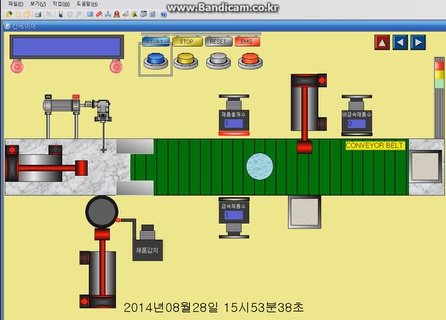 www.Bandicam.co.kr
파일(F) 보기(V) 작업(W) 도움말(H)
START STOP RESET EMG
제품출계수
비금속제품수
CONVEYOR BELT
금속제품수
제품감지
2014년08월28일 15시53분38초